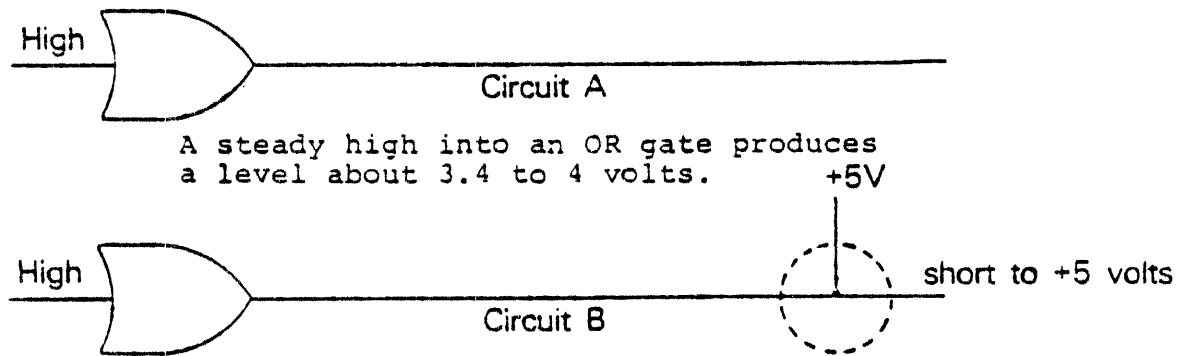 High
Circuit A
A steady high into an OR gate produces
a level about 3.4 to 4 volts.
+5V
High
short to +5 volts
Circuit B